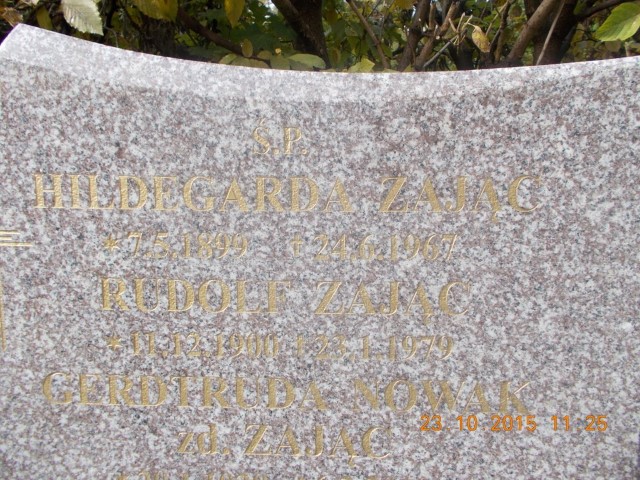 Ś.P.
HILDEGARDA ZAJĄC
*7.5.1899 †24.6.1967
RUDOLF ZAJĄC
*11.12.1900 †23.1.1979
GERDTRUDA NOWAK
zd. ZAJĄC
23 10 2015 11 25